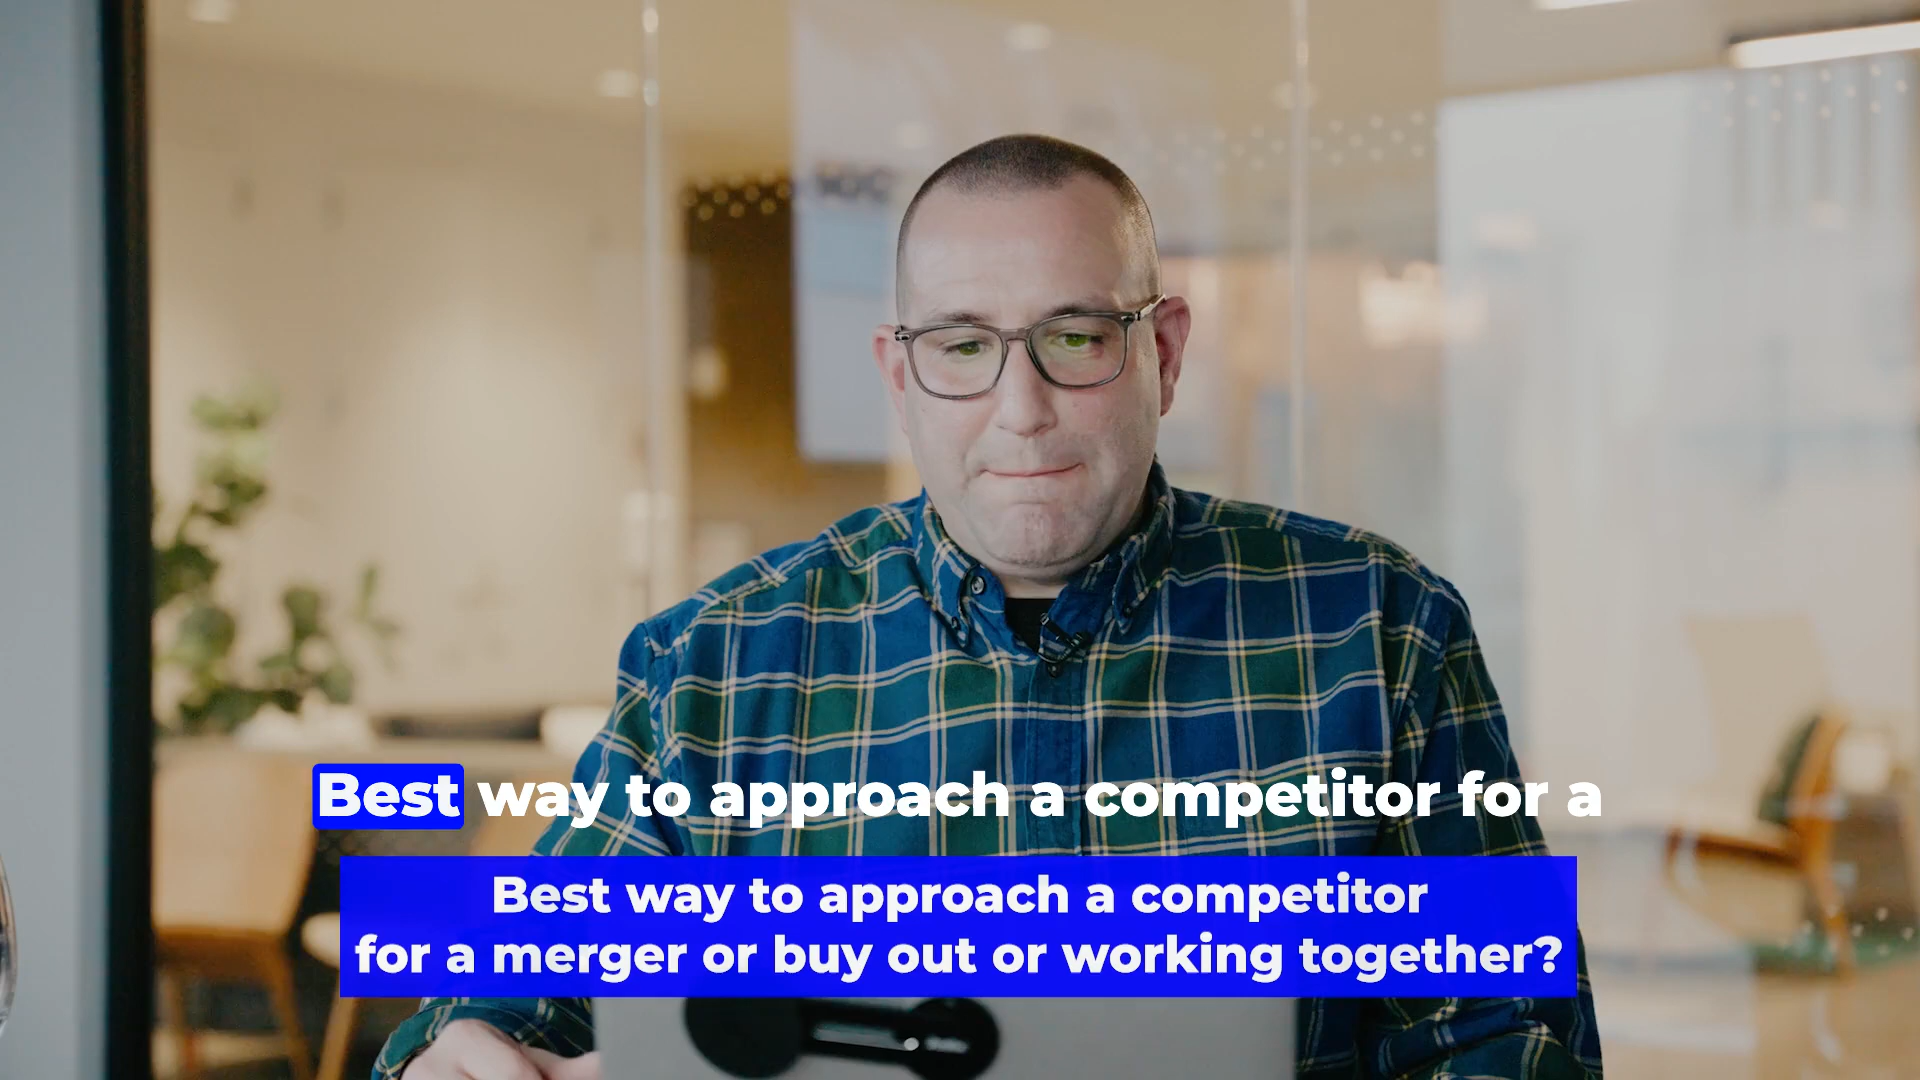 Best way to approach a competitor for a
Best way to approach a competitor
for a merger or buy out or working together?